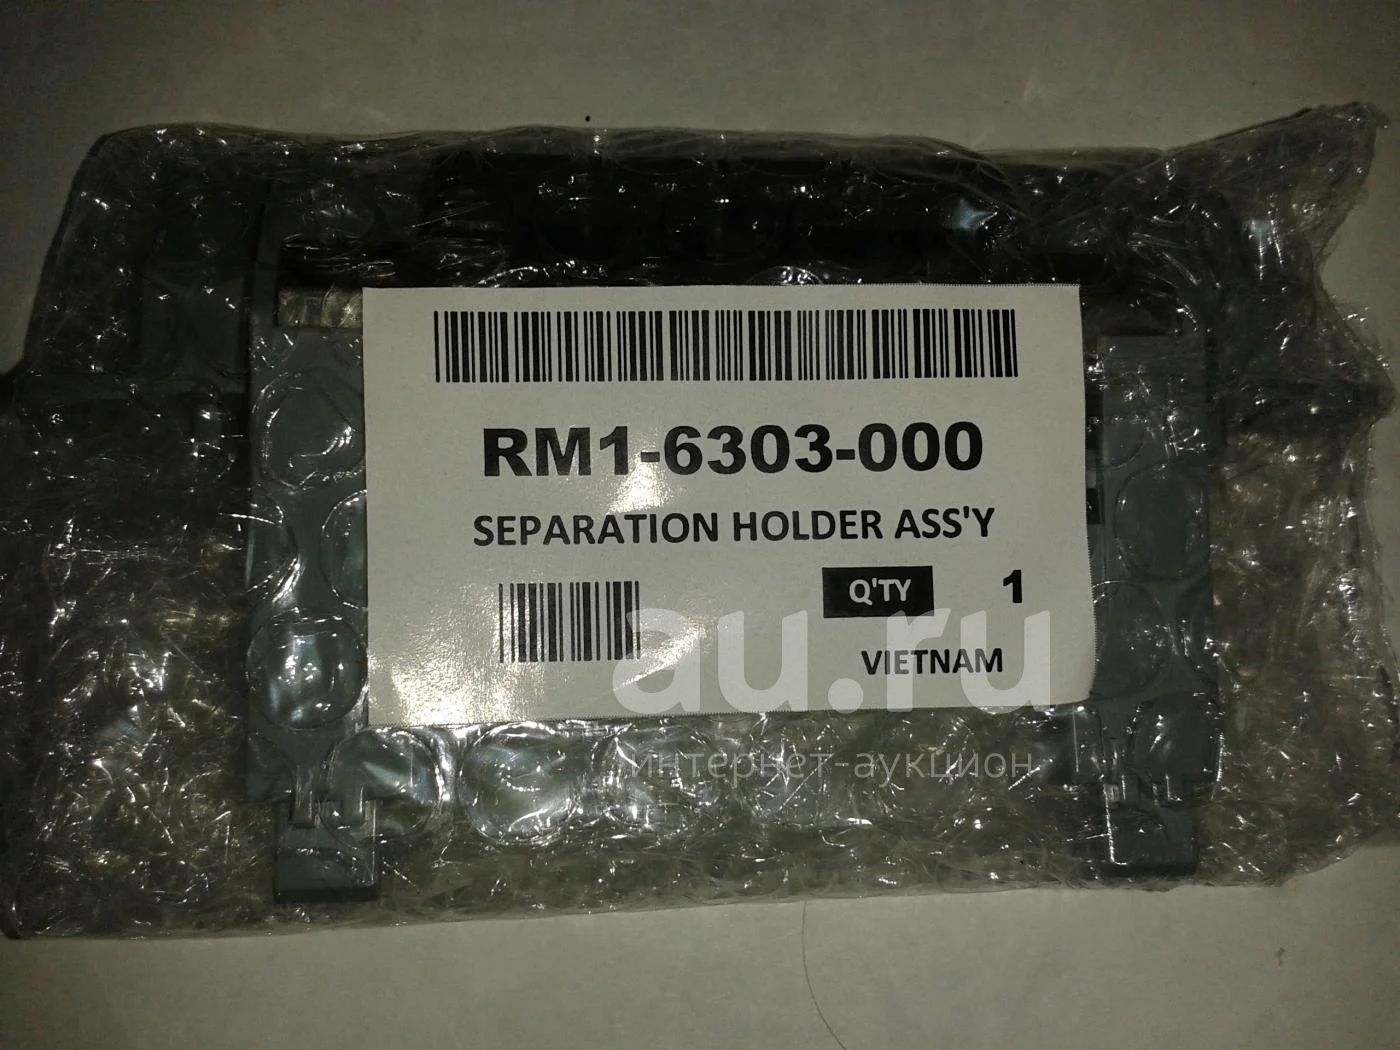 RM1-6303-000
SEPARATION HOLDER ASS'Y
Q'TY 1
au.ru
VIETNAM
интернет-аукцион